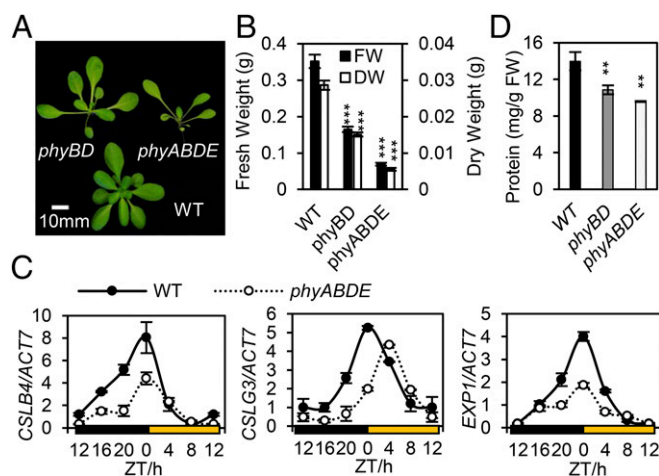 A
phyBD
phyABDE
WT
10mm
B
Fresh Weight (g)
0.4
0.3
0.2
0.1
0
FW
DW
0.04
0.03
0.02
0.01
0
Dry Weight (g)
***
***
***
***
WT
phyBD
phyABDE
D
Protein (mg/g FW)
16
12
8
4
0
**
**
WT
phyBD
phyABDE
C
WT
phyABDE
CSLB4/ACT7
10
8
6
4
2
0
12 16 20 0 4 8 12
ZT/h
CSLG3/ACT7
6
5
4
3
2
1
0
12 16 20 0 4 8 12
ZT/h
EXP1/ACT7
5
4
3
2
1
0
12 16 20 0 4 8 12
ZT/h